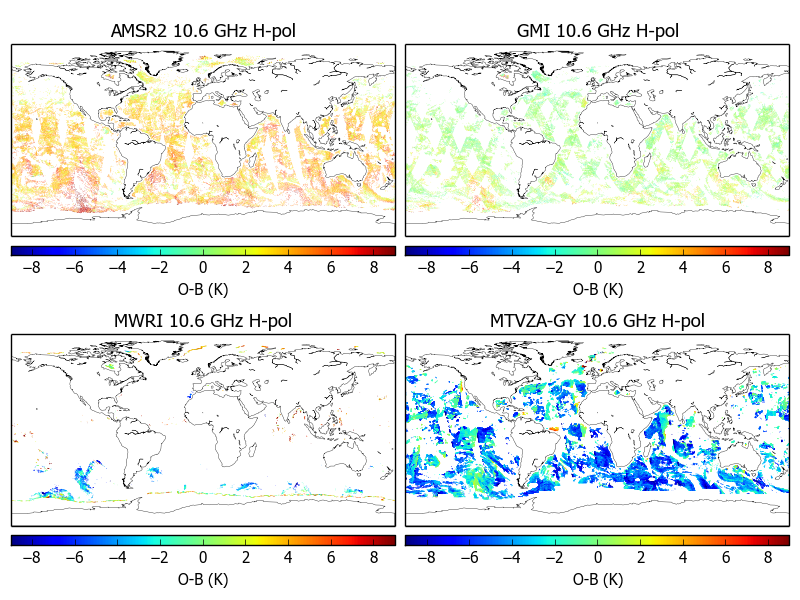 AMSR2 10.6 GHz H-pol
GMI 10.6 GHz H-pol
−8 −6 −4 −2 0 2 4 6 8
−8 −6 −4 −2 0 2 4 6 8
O-B (K)
O-B (K)
MWRI 10.6 GHz H-pol
MTVZA-GY 10.6 GHz H-pol
−8 −6 −4 −2 0 2 4 6 8
−8 −6 −4 −2 0 2 4 6 8
O-B (K)
O-B (K)